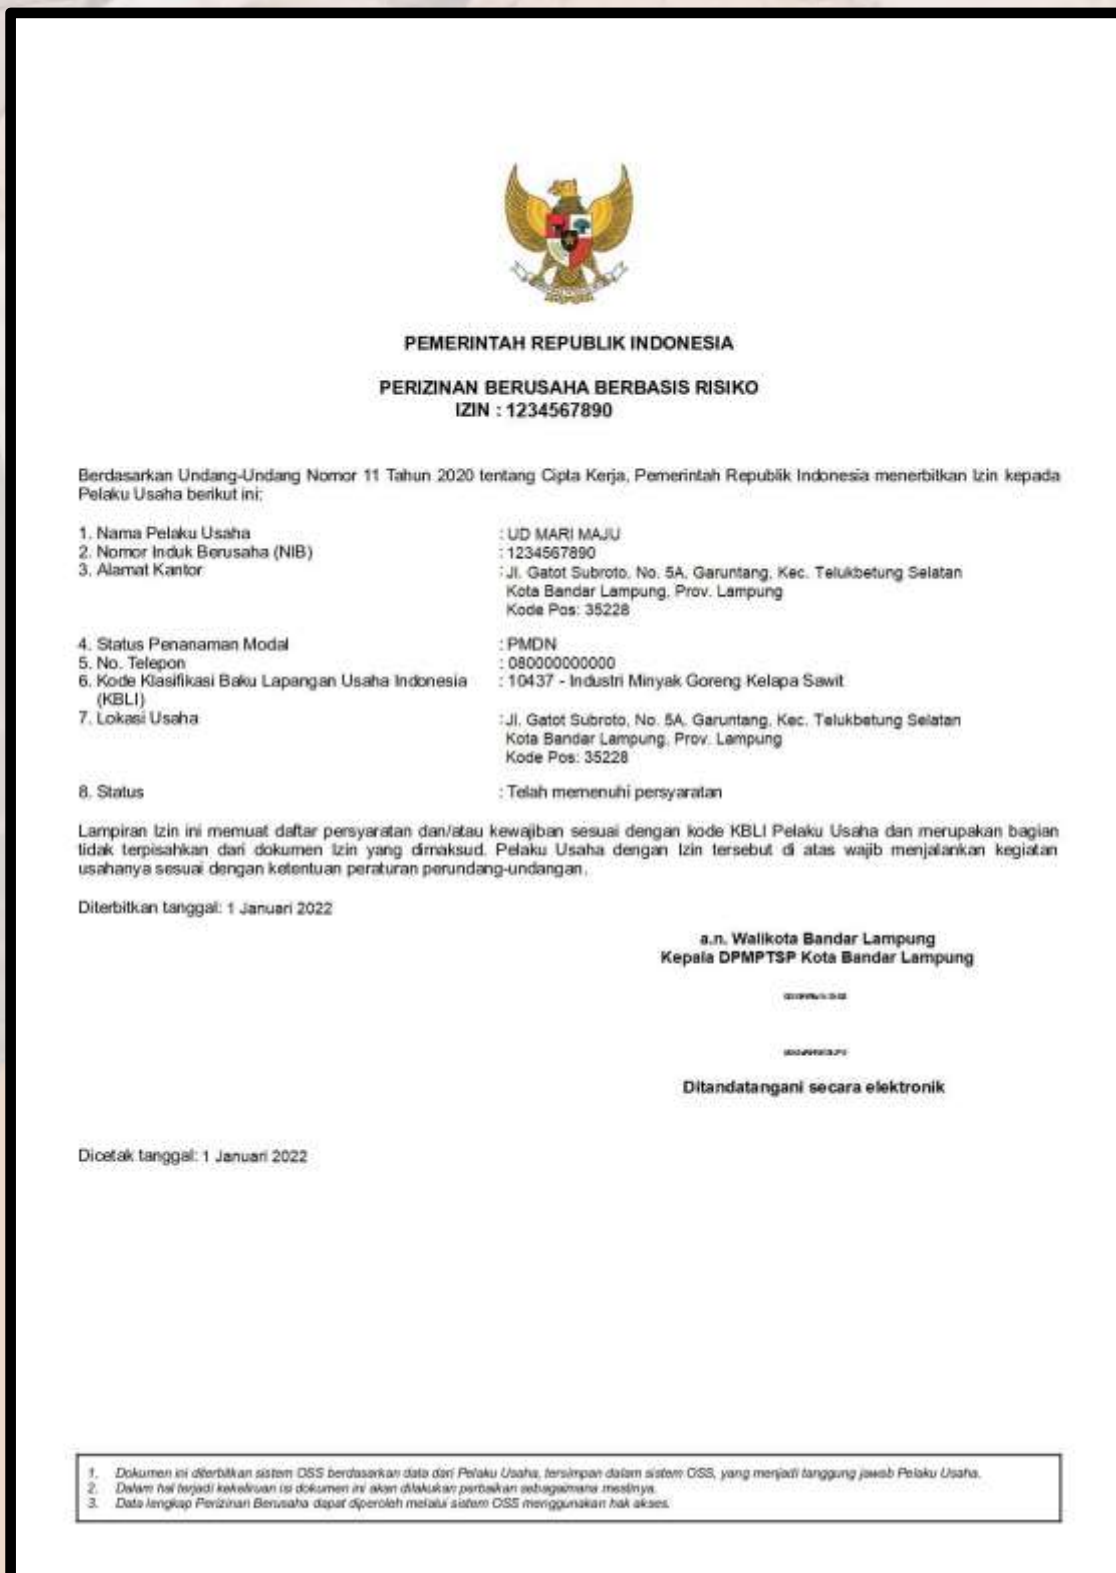 PEMERINTAH REPUBLIK INDONESIA
PERIZINAN BERUSAHA BERBASIS RISIKO
IZIN : 1234567890
Berdasarkan Undang-Undang Nomor 11 Tahun 2020 tentang Cipta Kerja, Pemerintah Republik Indonesia menerbitkan Izin kepada
Pelaku Usaha berikut ini:
1. Nama Pelaku Usaha : UD MARI MAJU
2. Nomor Induk Berusaha (NIB) : 1234567890
3. Alamat Kantor : Jl. Gatot Subroto, No. 5A, Garuntang, Kec. Telukbetung Selatan
Kota Bandar Lampung, Prov. Lampung
Kode Pos: 35228
4. Status Penanaman Modal : PMDN
5. No. Telepon : 080000000000
6. Kode Klasifikasi Baku Lapangan Usaha Indonesia : 10437 - Industri Minyak Goreng Kelapa Sawit
(KBLI)
7. Lokasi Usaha : Jl. Gatot Subroto, No. 5A, Garuntang, Kec. Telukbetung Selatan
Kota Bandar Lampung, Prov. Lampung
Kode Pos: 35228
8. Status : Telah memenuhi persyaratan
Lampiran Izin ini memuat daftar persyaratan dan/atau kewajiban sesuai dengan kode KBLI Pelaku Usaha dan merupakan bagian
tidak terpisahkan dari dokumen Izin yang dimaksud. Pelaku Usaha dengan Izin tersebut di atas wajib menjalankan kegiatan
usahanya sesuai dengan ketentuan peraturan perundang-undangan.
Diterbitkan tanggal: 1 Januari 2022
a.n. Walikota Bandar Lampung
Kepala DPMPTSP Kota Bandar Lampung
Ditandatangani secara elektronik
Dicetak tanggal: 1 Januari 2022
1. Dokumen ini diterbitkan sistem OSS berdasarkan data dari Pelaku Usaha, tersimpan dalam sistem OSS, yang menjadi tanggung jawab Pelaku Usaha.
2. Dalam hal terjadi kekeliruan isi dokumen ini akan dilakukan perbaikan sebagaimana mestinya.
3. Data lengkap Perizinan Berusaha dapat diperoleh melalui sistem OSS menggunakan hak akses.